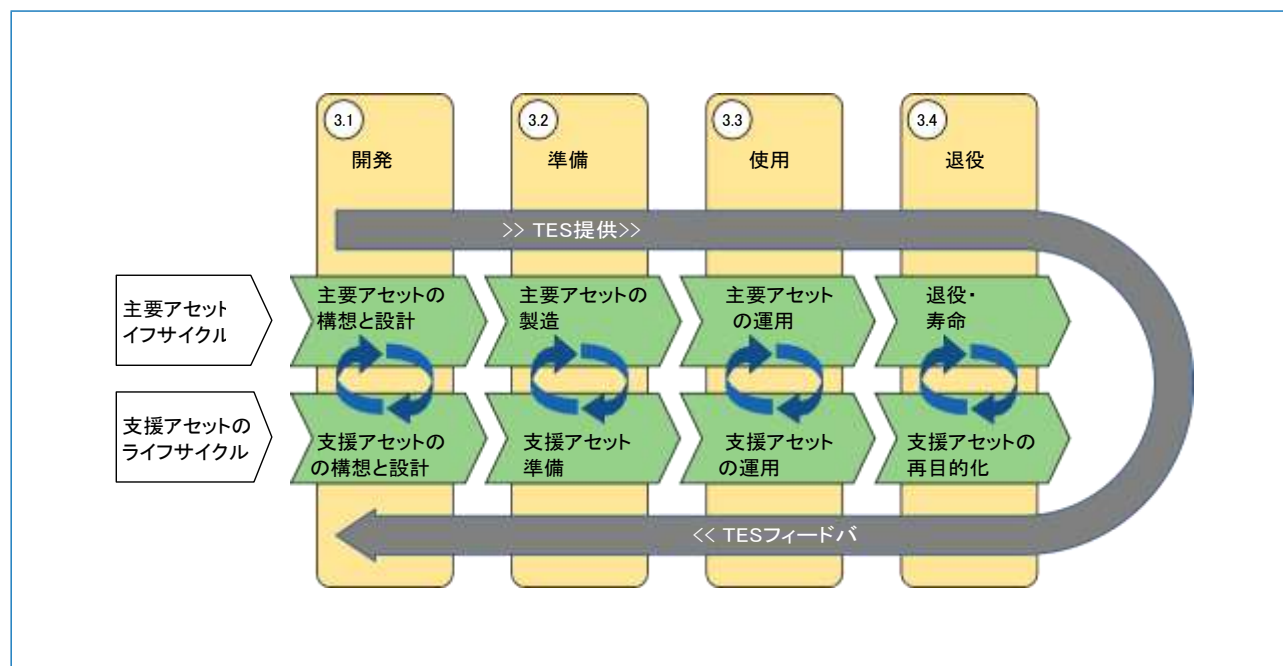 3.1
開発
3.2
準備
3.3
使用
3.4
退役
>> TES提供>>
主要アセット
イフサイクル
主要アセットの
構想と設計
主要アセットの
製造
主要アセット
の運用
退役・
寿命
支援アセットの
ライフサイクル
支援アセットの
の構想と設計
支援アセット
準備
支援アセット
の運用
支援アセットの
再目的化
<< TESフィードバ